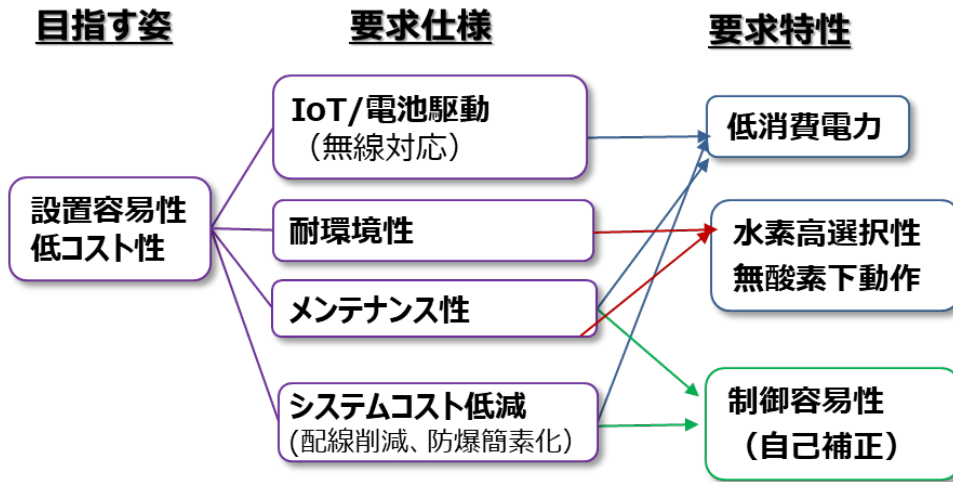 目指す姿
要求仕様
要求特性
設置容易性
低コスト性
IoT/電池駆動
（無線対応）
耐環境性
メンテナンス性
システムコスト低減
(配線削減、防爆簡素化）
低消費電力
水素高選択性
無酸素下動作
制御容易性
（自己補正）